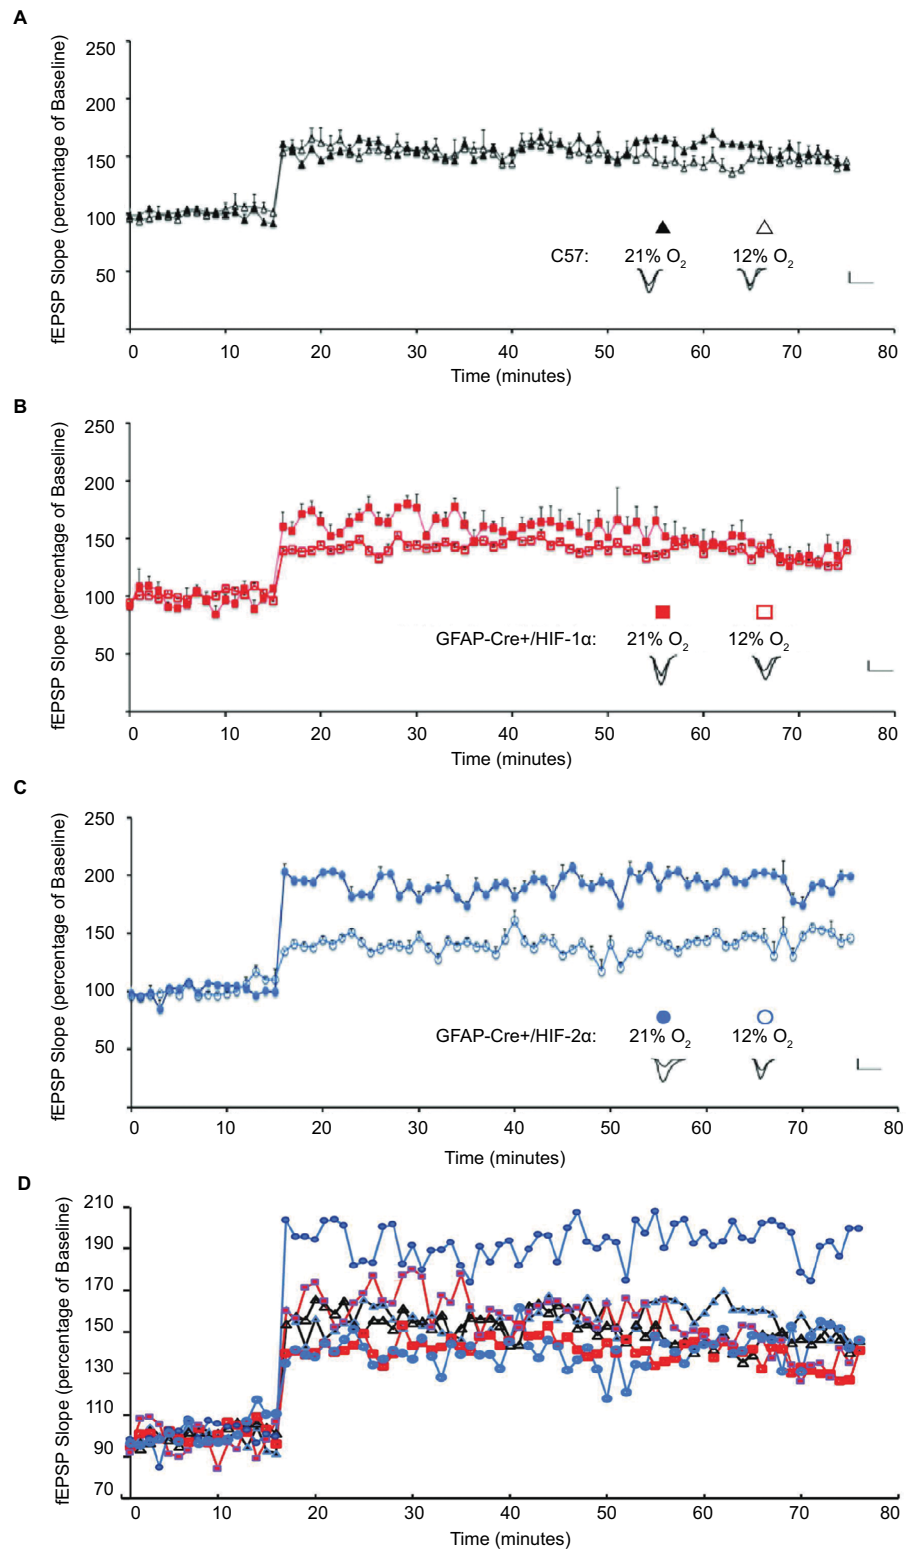 A
fEPSP Slope (percentage of Baseline)
250
200
150
100
50
C57:
21% O2
12% O2
0 10 20 30 40 50 60 70 80
Time (minutes)
B
fEPSP Slope (percentage of Baseline)
250
200
150
100
50
GFAP-Cre+/HIF-1α:
21% O2
12% O2
0 10 20 30 40 50 60 70 80
Time (minutes)
C
fEPSP Slope (percentage of Baseline)
250
200
150
100
50
GFAP-Cre+/HIF-2α:
21% O2
12% O2
0 10 20 30 40 50 60 70 80
Time (minutes)
D
fEPSP Slope (percentage of Baseline)
210
190
170
150
130
110
90
70
0 20 30 40 50 60 70 80
Time (minutes)